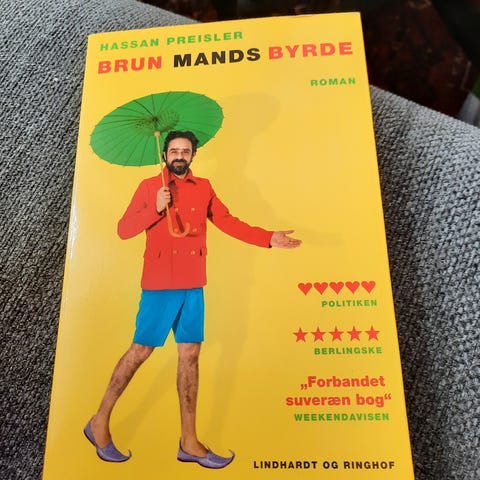 HASSAN PREISLER
BRUN MANDS BYRDE
ROMAN
POLITIKEN
BERLINGSKE
„Forbandet
suveræn bog“
WEEKENDAVISEN
LINDHARDT OG RINGHOF